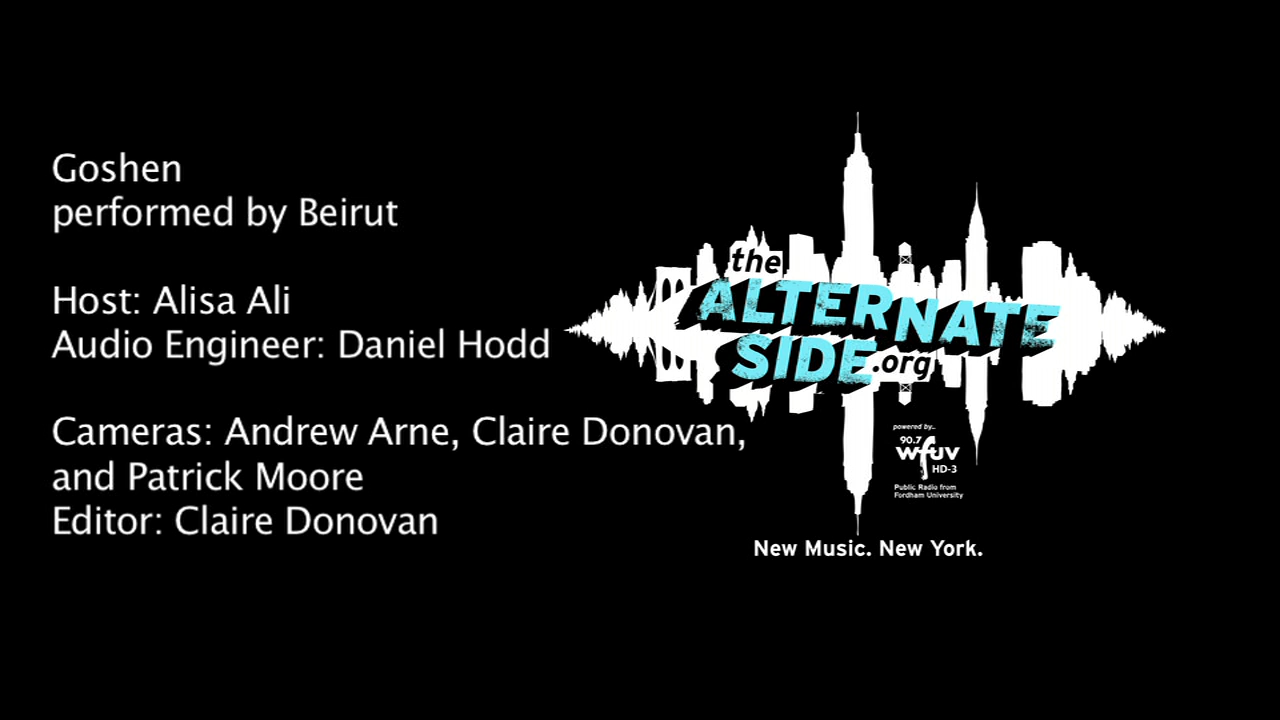 Goshen
performed by Beirut
Host: Alisa Ali
Audio Engineer: Daniel Hodd
Cameras: Andrew Arne, Claire Donovan,
and Patrick Moore
Editor: Claire Donovan
the
ALTERNATE
SIDE.org
powered by...
90.7
wfuv
HD-3
Public Radio from
Fordham University
New Music. New York.